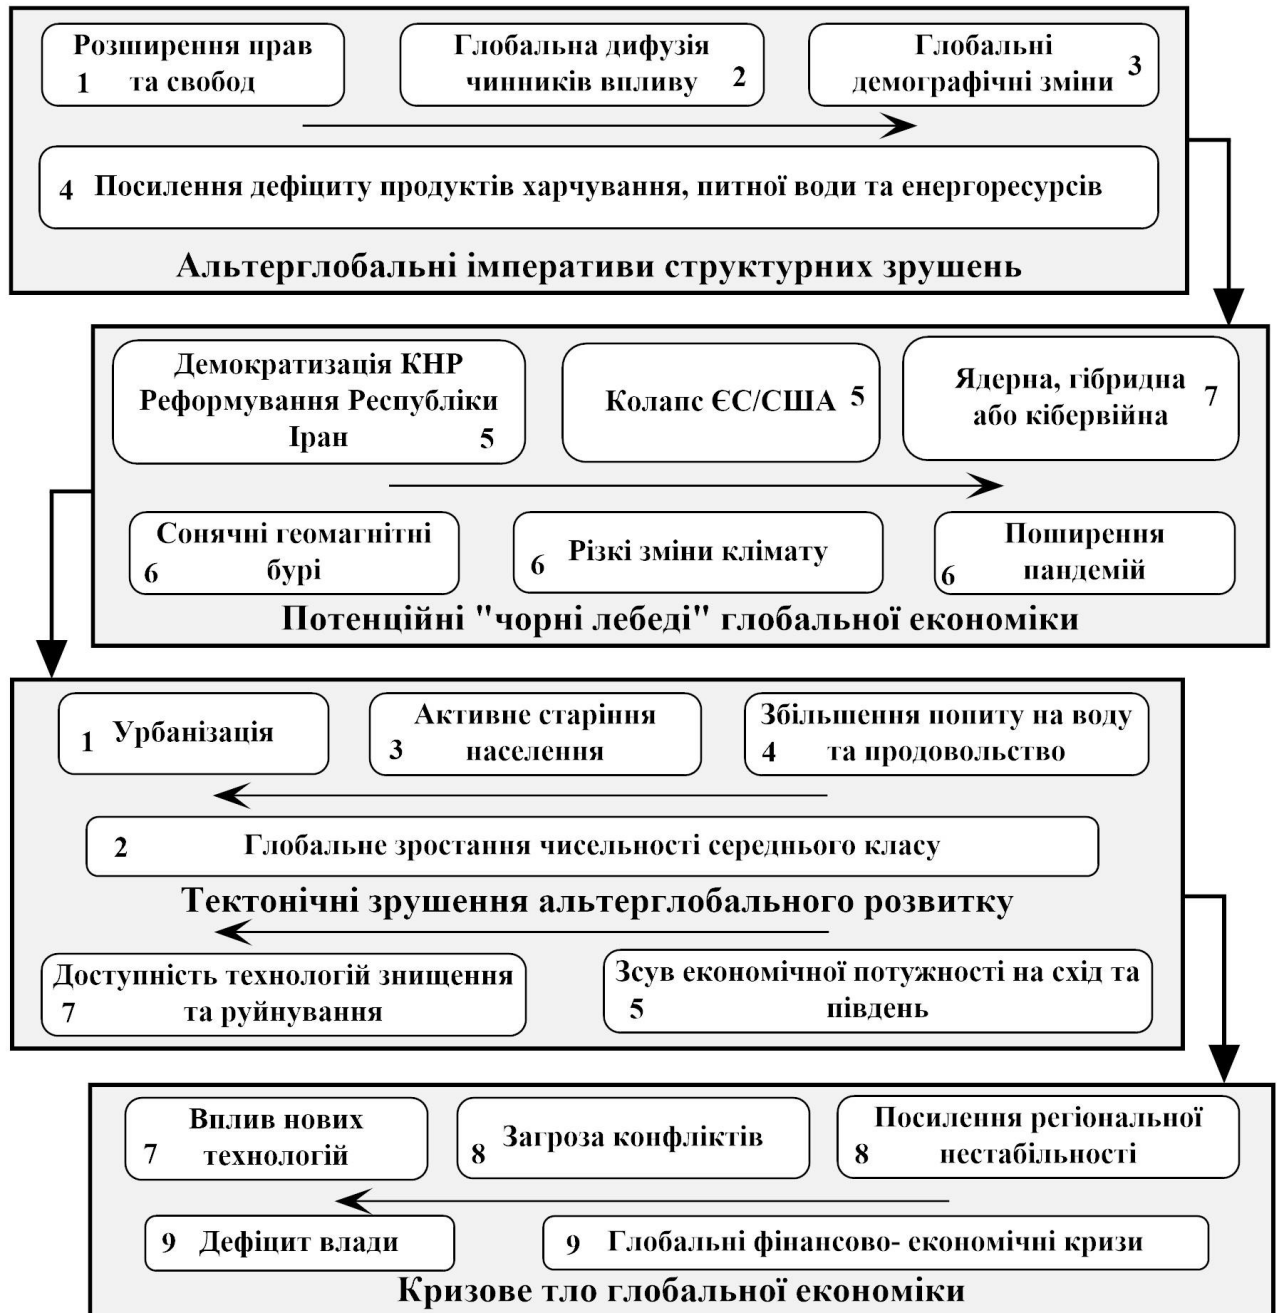 Розширення прав
1 та свобод
Глобальна дифузія
чинників впливу 2
Глобальні
демографічні зміни 3
4 Посилення дефіциту продуктів харчування, питної води та енергоресурсів
Альтерглобальні імперативи структурних зрушень
Демократизація КНР
Реформування Республіки
Іран 5
Колапс ЄС/США 5
Ядерна, гібридна
або кібервійна 7
Сонячні геомагнітні
6 бурі
6 Різкі зміни клімату
Поширення
6 пандемій
Потенційні "чорні лебеді" глобальної економіки
1 Урбанізація
Активне старіння
3 населення
Збільшення попиту на воду
4 та продовольство
2 Глобальне зростання чисельності середнього класу
Тектонічні зрушення альтерглобального розвитку
Доступність технологій знищення
7 та руйнування
Зсув економічної потужності на схід та
5 південь
Вплив нових
7 технологій
8 Загроза конфліктів
Посилення регіональної
8 нестабільності
9 Дефіцит влади
9 Глобальні фінансово- економічні кризи
Кризове тло глобальної економіки